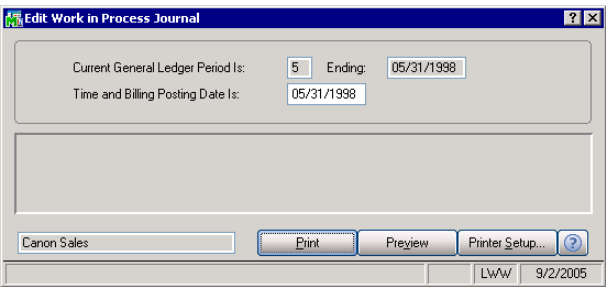 Edit Work in Process Journal
Current General Ledger Period Is: 5 Ending: 05/31/1998
Time and Billing Posting Date Is: 05/31/1998
Canon Sales Print Preview Printer Setup...
LWW 9/2/2005